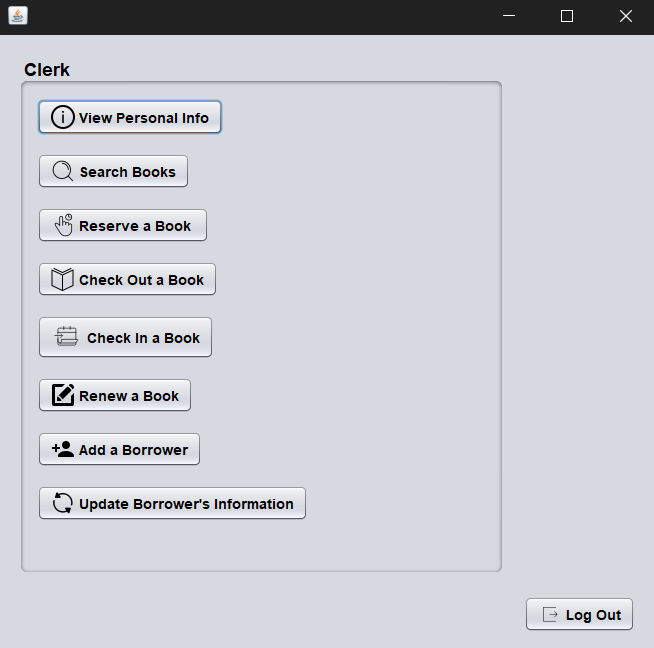 Clerk
View Personal Info
Search Books
Reserve a Book
Check Out a Book
Check In a Book
Renew a Book
Add a Borrower
Update Borrower's Information
Log Out